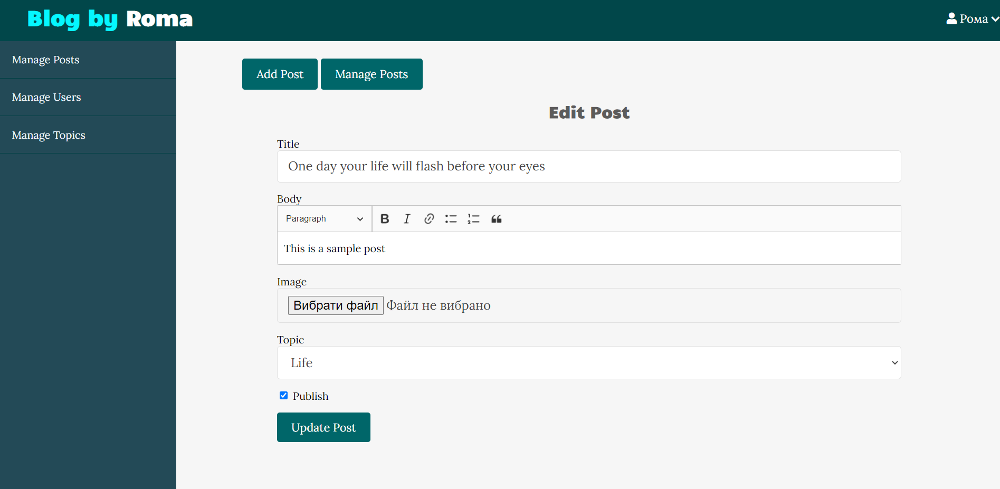 Blog by Roma
Рома
Manage Posts
Manage Users
Manage Topics
Add Post
Manage Posts
Edit Post
Title
One day your life will flash before your eyes
Body
Paragraph
This is a sample post
Image
Вибрати файл Файл не вибрано
Topic
Life
Publish
Update Post